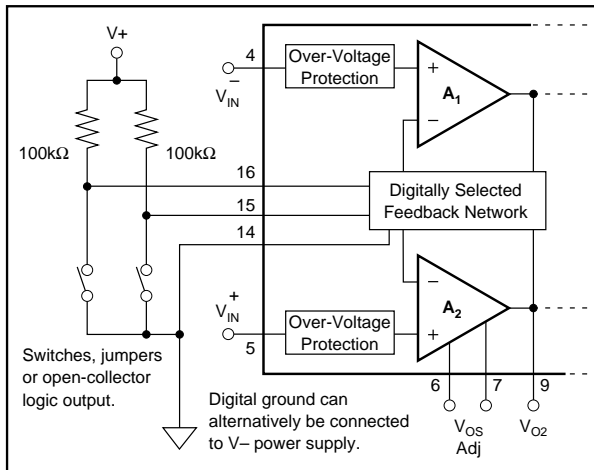 V+
100kΩ
100kΩ
Switches, jumpers
or open-collector
logic output.
4
V–IN
Over-Voltage
Protection
+
A1
–
16
15
14
Digitally Selected
Feedback Network
V+IN
5
Over-Voltage
Protection
–
A2
+
6
7
9
VOS
Adj
VO2
Digital ground can
alternatively be connected
to V– power supply.